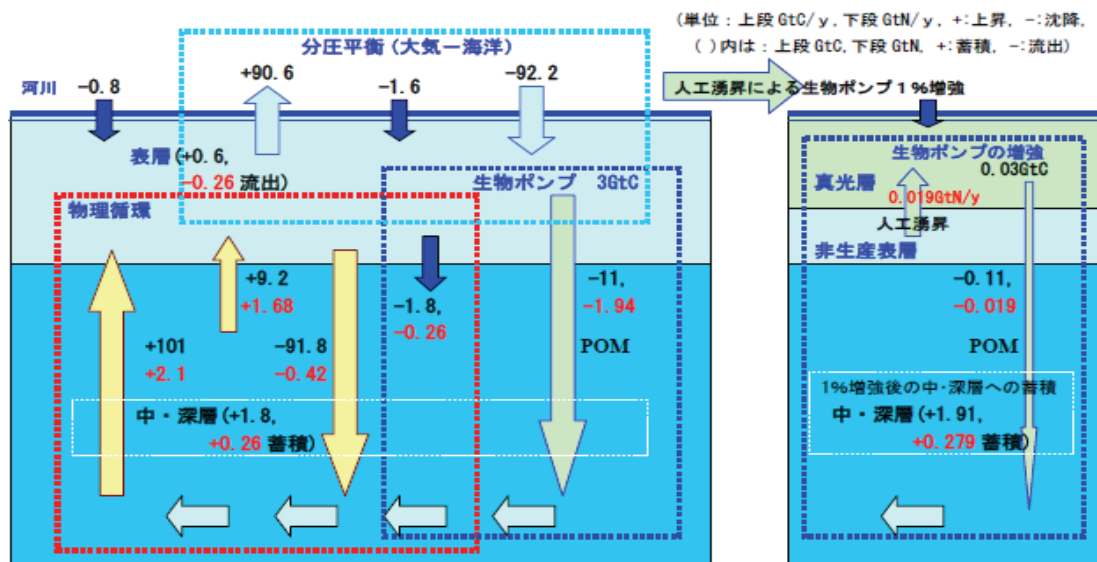 (単位：上段 GtC/y, 下段 GtN/y, +:上昇, -:沈降,
( )内は：上段 GtC, 下段 GtN, +:蓄積, -:流出)
分圧平衡 (大気ー海洋)
河川 -0.8
+90.6
-1.6
-92.2
人工湧昇による生物ポンプ1%増強
表層 (+0.6,
-0.26 流出)
生物ポンプ 3GtC
物理循環
+9.2
+1.68
-1.8,
-0.26
-11,
-1.94
POM
+101
+2.1
-91.8
-0.42
中・深層 (+1.8,
+0.26 蓄積)
生物ポンプの増強
0.03GtC
真光層
0.019GtN/y
人工湧昇
非生産表層
-0.11,
-0.019
POM
1%増強後の中・深層への蓄積
中・深層 (+1.91,
+0.279 蓄積)